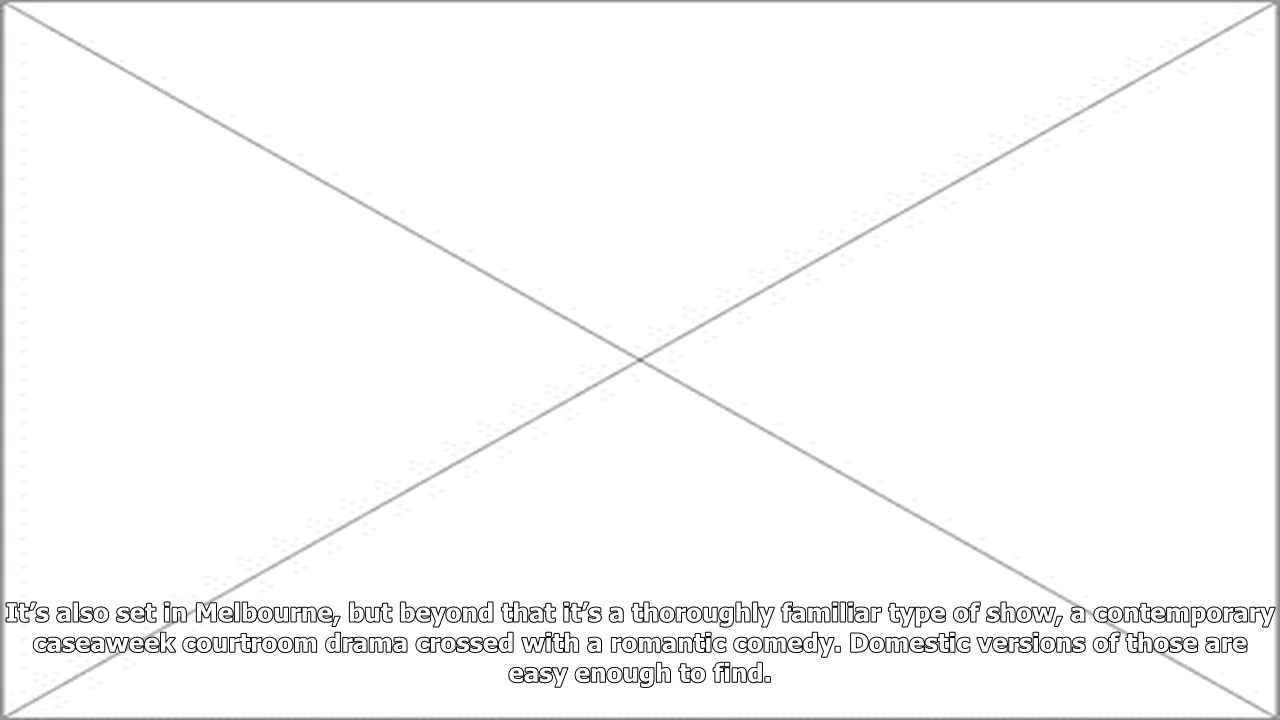 It’s also set in Melbourne, but beyond that it’s a thoroughly familiar type of show, a contemporary
caseaweek courtroom drama crossed with a romantic comedy. Domestic versions of those are
easy enough to find.